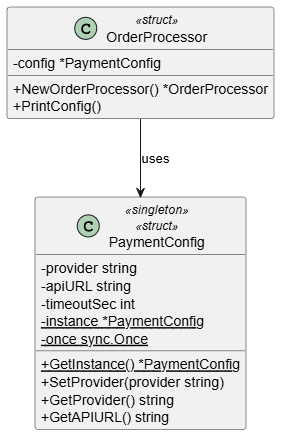 «struct»
C
OrderProcessor
-config *PaymentConfig
+NewOrderProcessor() *OrderProcessor
+PrintConfig()
uses
«singleton»
«struct»
C
PaymentConfig
-provider string
-apiURL string
-timeoutSec int
-instance *PaymentConfig
-once sync.Once
+GetInstance() *PaymentConfig
+SetProvider(provider string)
+GetProvider() string
+GetAPIURL() string